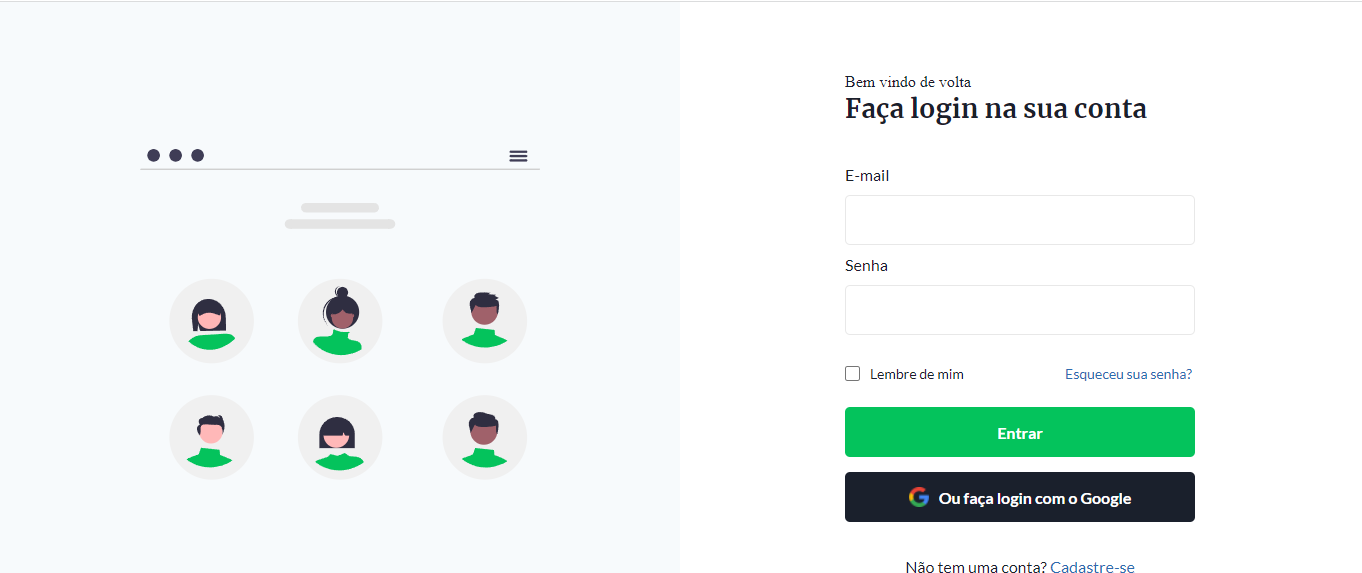 Bem vindo de volta
Faça login na sua conta
E-mail
Senha
Lembre de mim
Esqueceu sua senha?
Entrar
Ou faça login com o Google
Não tem uma conta? Cadastre-se